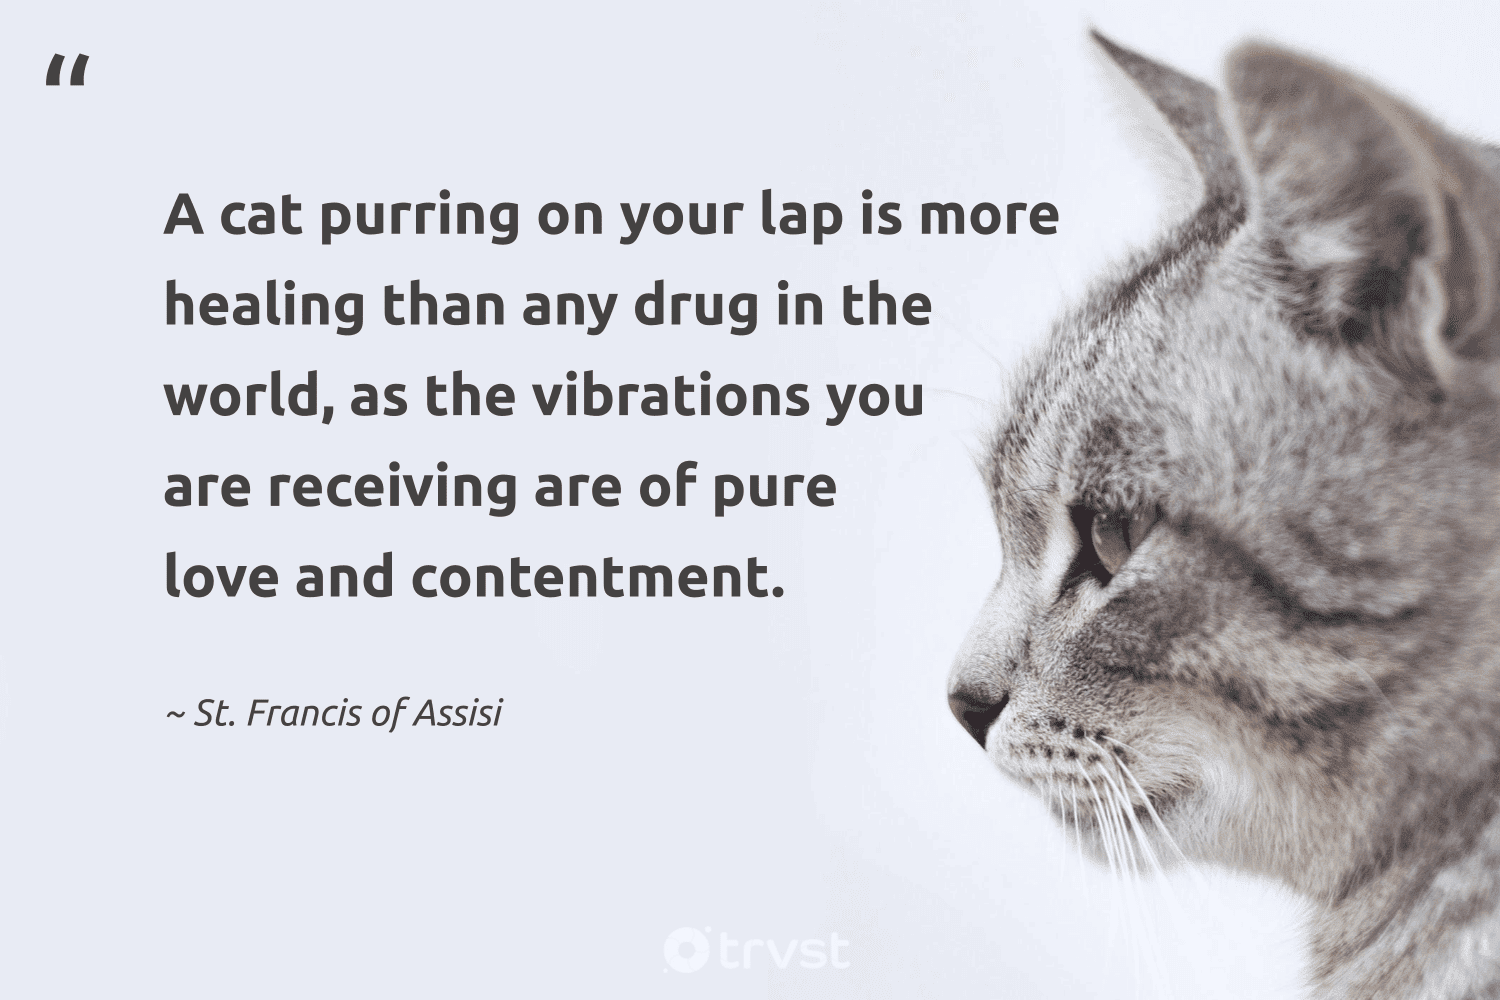 “
A cat purring on your lap is more
healing than any drug in the
world, as the vibrations you
are receiving are of pure
love and contentment.
~ St. Francis of Assisi
trvst